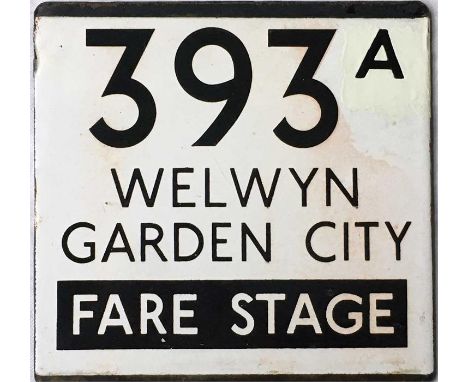 393A
WELWYN
GARDEN CITY
FARE STAGE